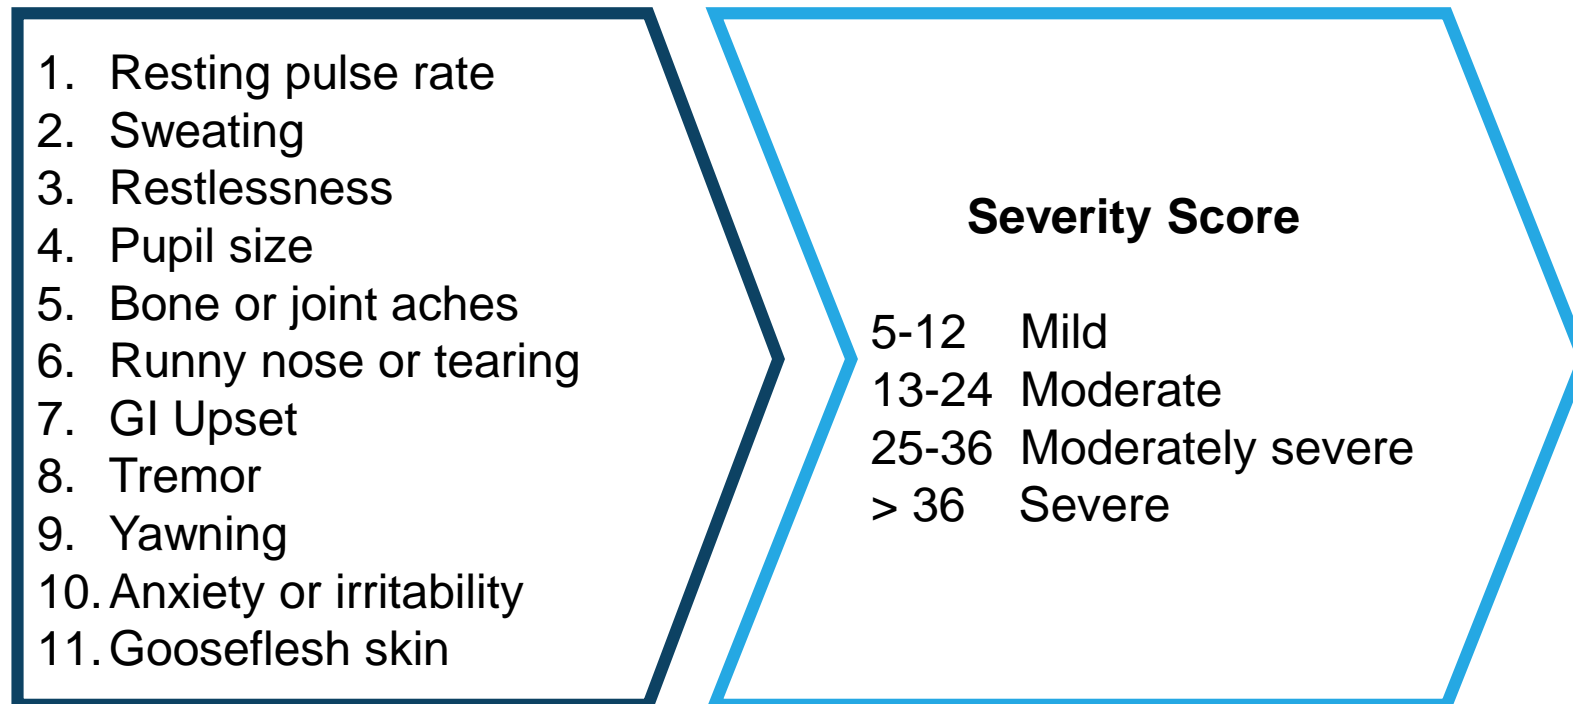 1. Resting pulse rate
2. Sweating
3. Restlessness
4. Pupil size
5. Bone or joint aches
6. Runny nose or tearing
7. GI Upset
8. Tremor
9. Yawning
10. Anxiety or irritability
11. Gooseflesh skin
Severity Score
5-12 Mild
13-24 Moderate
25-36 Moderately severe
> 36 Severe